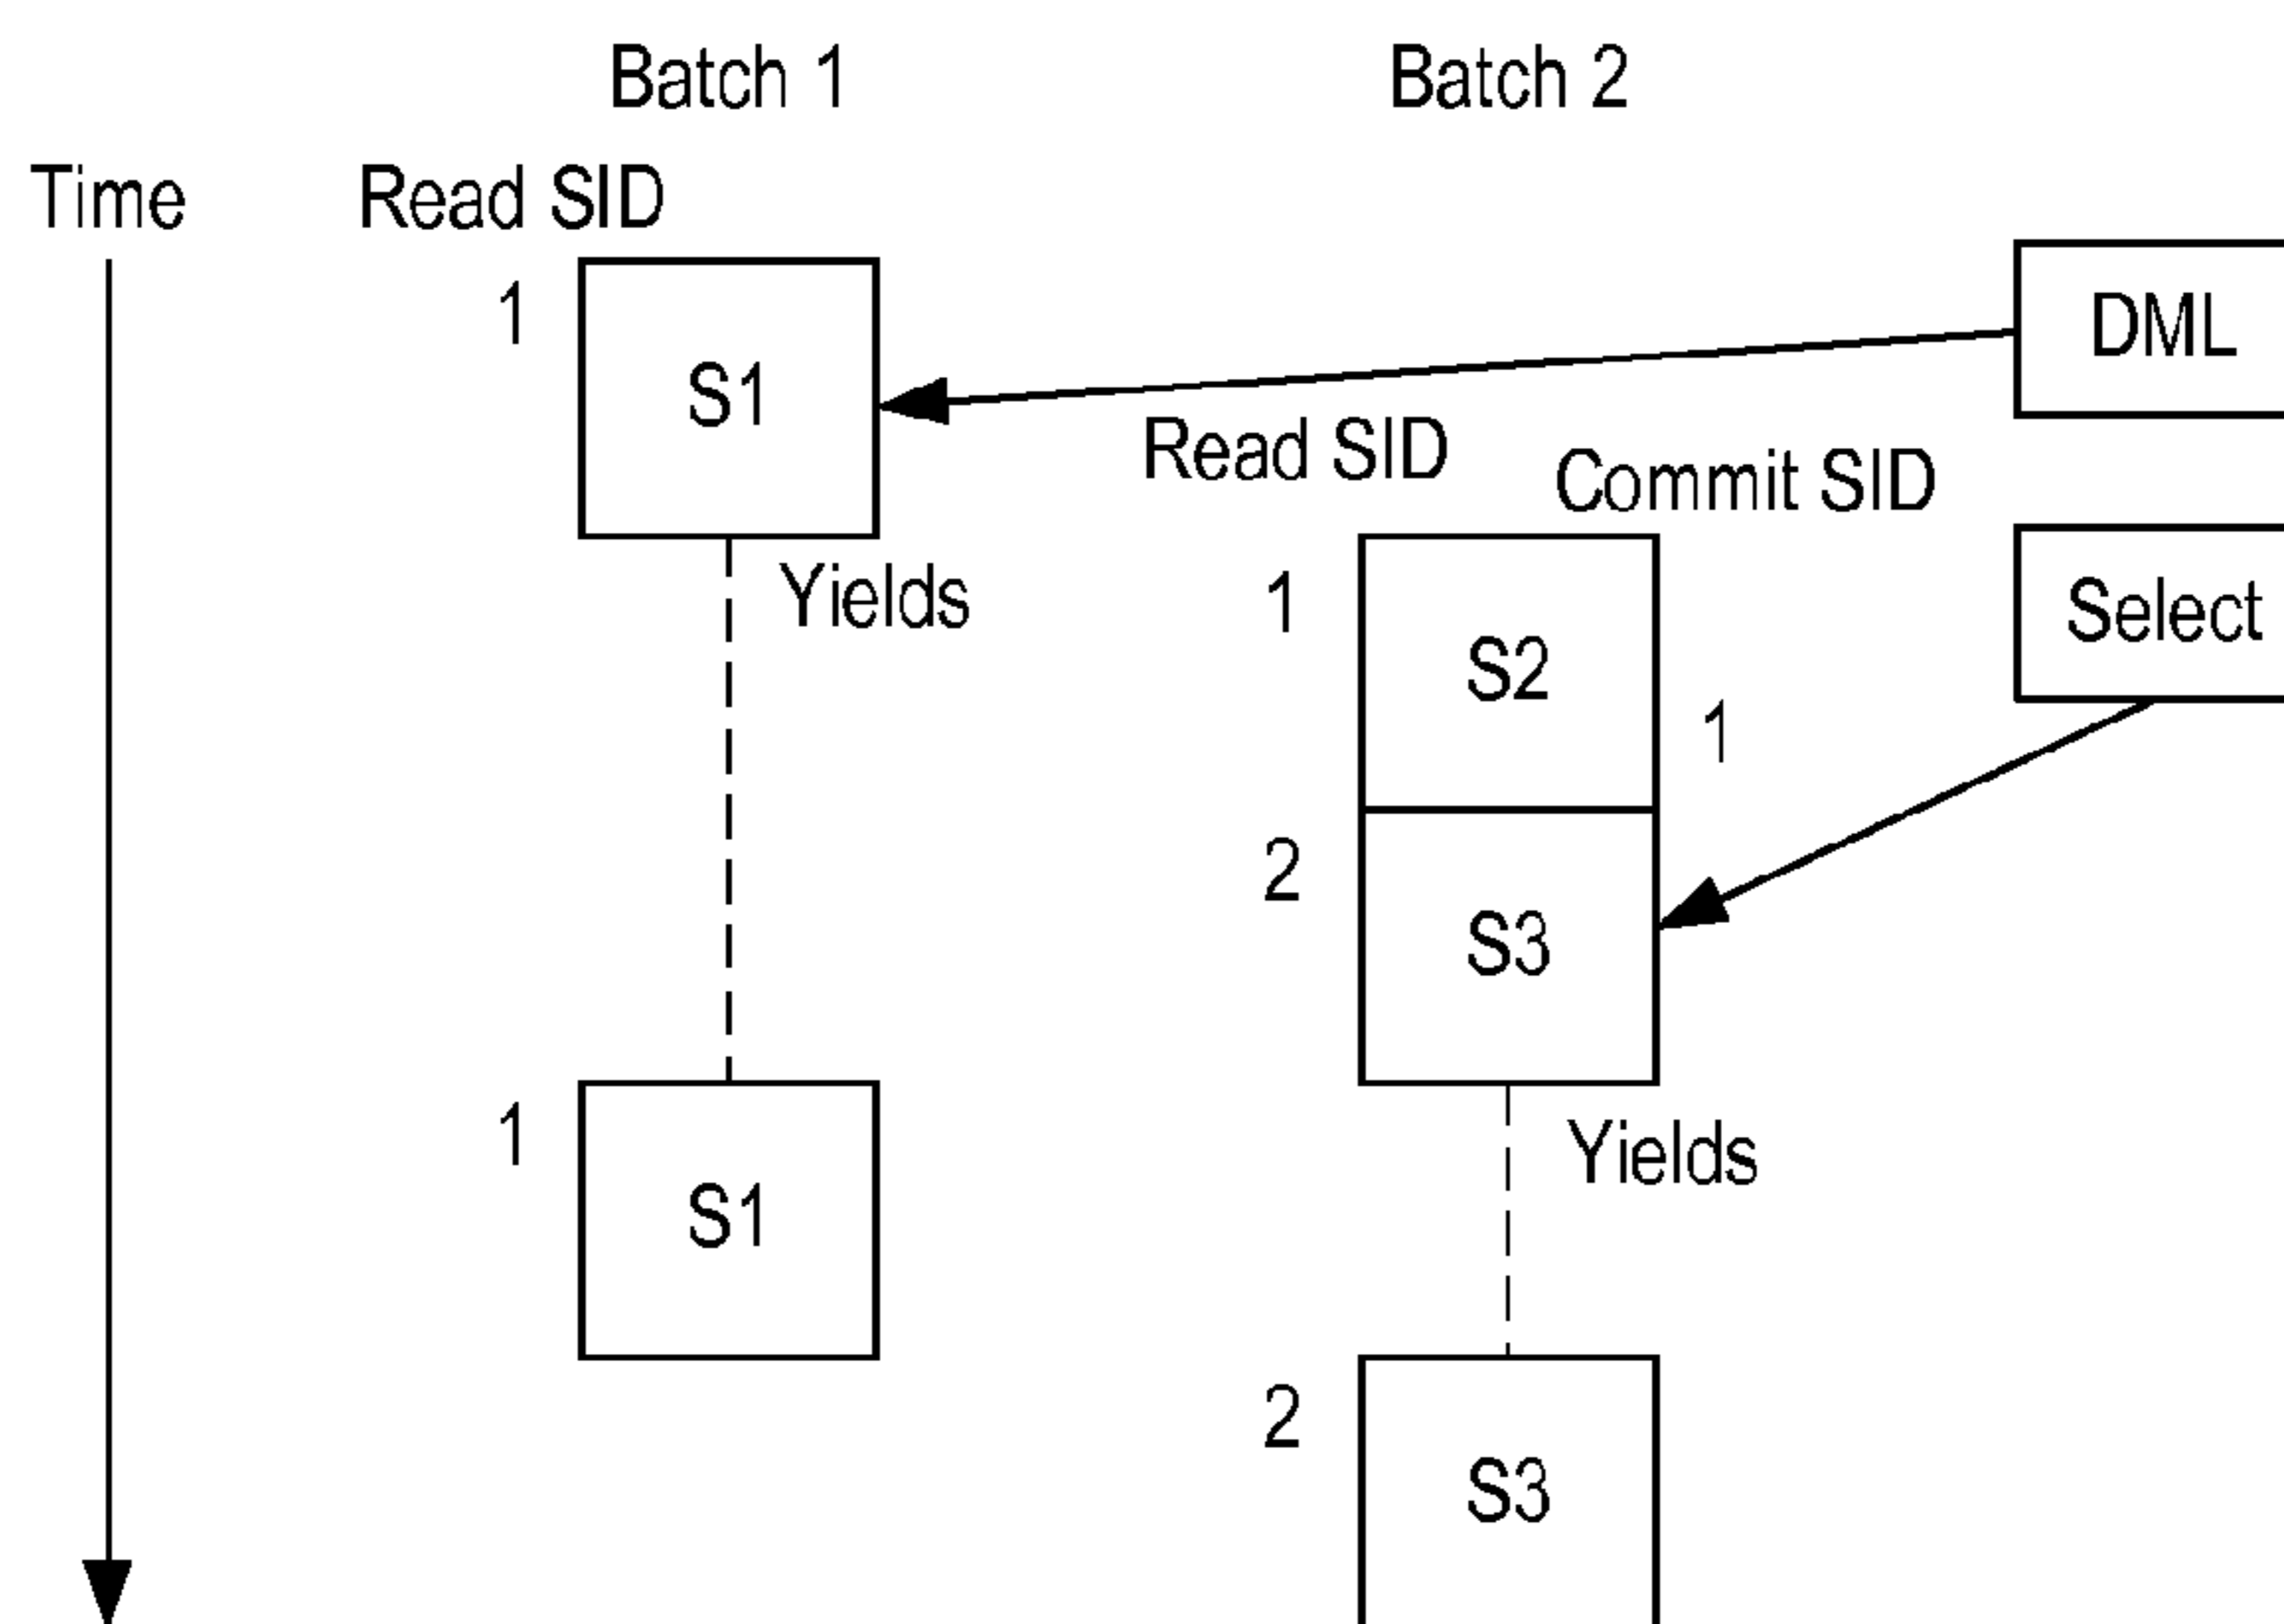 Batch 1
Batch 2
Time
Read SID
1
S1
DML
Read SID
Commit SID
Yields
1
S2
Select
1
2
S3
1
S1
Yields
2
S3